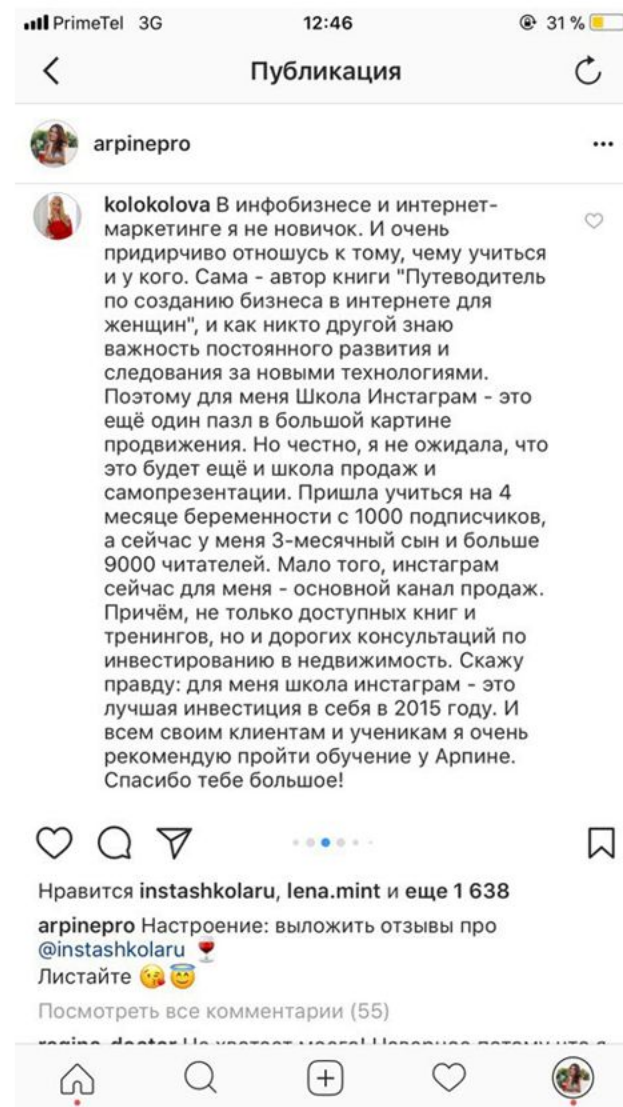 PrimeTel 3G 12:46 31 %
Публикация
arpinepro
kolokolova В инфобизнесе и интернет-
маркетинге я не новичок. И очень
придирчиво отношусь к тому, чему учиться
и у кого. Сама - автор книги "Путеводитель
по созданию бизнеса в интернете для
женщин", и как никто другой знаю
важность постоянного развития и
следования за новыми технологиями.
Поэтому для меня Школа Инстаграм - это
ещё один пазл в большой картине
продвижения. Но честно, я не ожидала, что
это будет ещё и школа продаж и
самопрезентации. Пришла учиться на 4
месяце беременности с 1000 подписчиков,
а сейчас у меня 3-месячный сын и больше
9000 читателей. Мало того, инстаграм
сейчас для меня - основной канал продаж.
Причём, не только доступных книг и
тренингов, но и дорогих консультаций по
инвестированию в недвижимость. Скажу
правду: для меня школа инстаграм - это
лучшая инвестиция в себя в 2015 году. И
всем своим клиентам и ученикам я очень
рекомендую пройти обучение у Арпине.
Спасибо тебе большое!
Нравится instashkolaru, lena.mint и еще 1 638
arpinepro Настроение: выложить отзывы про
@instashkolaru 🍷
Листайте 😘😇
Посмотреть все комментарии (55)